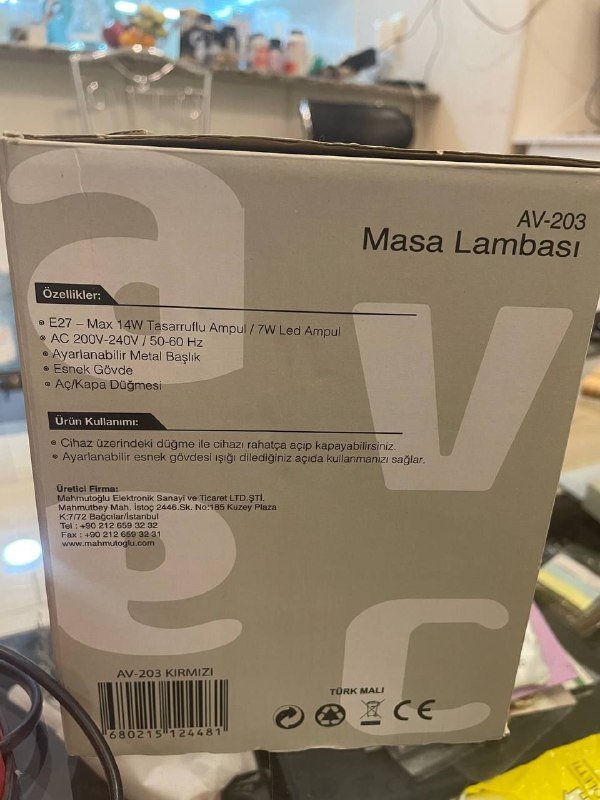 AV-203
Masa Lambası
Özellikler:
E27 – Max 14W Tasarruflu Ampul / 7W Led Ampul
AC 200V-240V / 50-60 Hz
Ayarlanabilir Metal Başlık
Esnek Gövde
Aç/Kapa Düğmesi
Ürün Kullanımı:
Cihaz üzerindeki düğme ile cihazı rahatça açıp kapayabilirsiniz.
Ayarlanabilir esnek gövdesi ışığı dilediğiniz açıda kullanmanızı sağlar.
Üretici Firma:
Mahmutoğlu Elektronik Sanayi ve Ticaret LTD.ŞTİ.
Mahmutbey Mah. İstoç 2446.Sk. No:185 Kuzey Plaza
K:7/72 Bağcılar/İstanbul
Tel : +90 212 659 32 32
Fax : +90 212 659 32 31
www.mahmutoglu.com
a v e c
AV-203 KIRMIZI
680215 124481
TÜRK MALI
CE